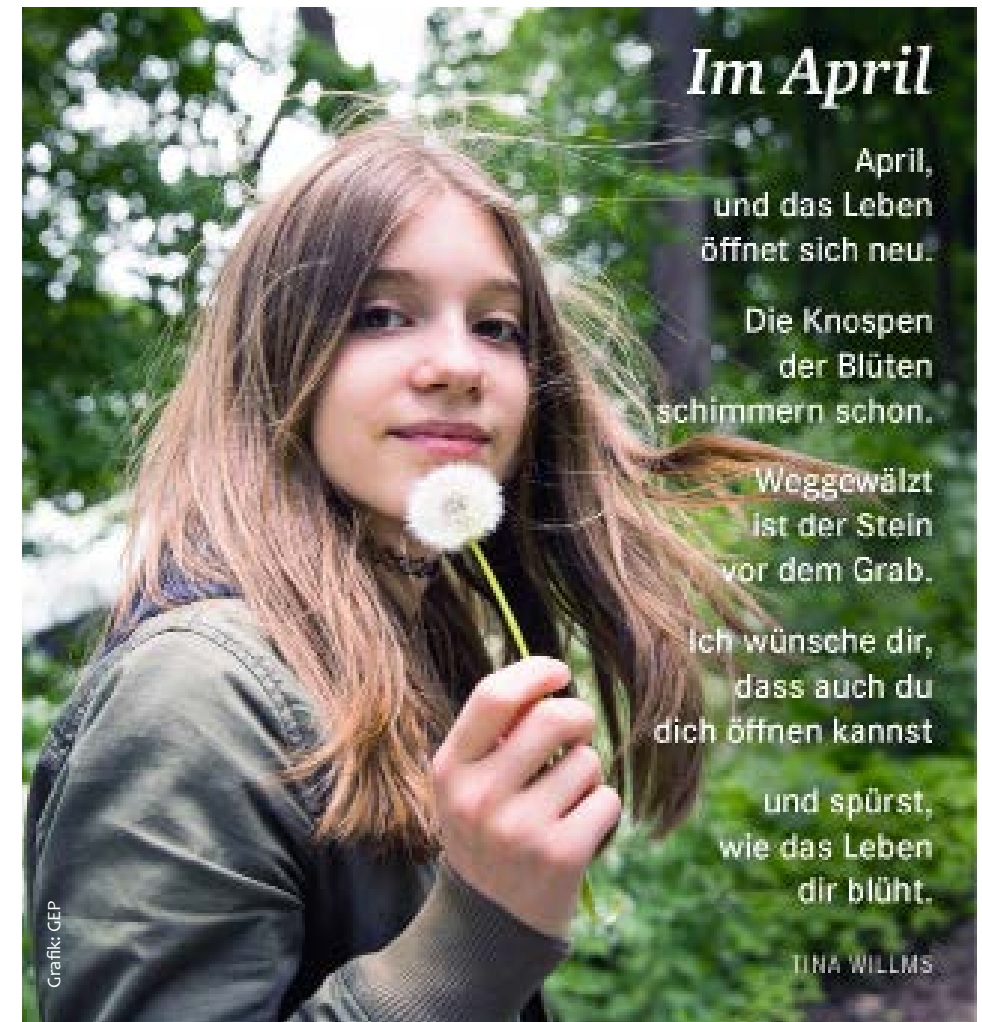 Im April
April,
und das Leben
öffnet sich neu.
Die Knospen
der Blüten
schimmern schon.
Weggewälzt
ist der Stein
vor dem Grab.
Ich wünsche dir,
dass auch du
dich öffnen kannst
und spürst,
wie das Leben
dir blüht.
TINA WILLMS
Grafik: GEP